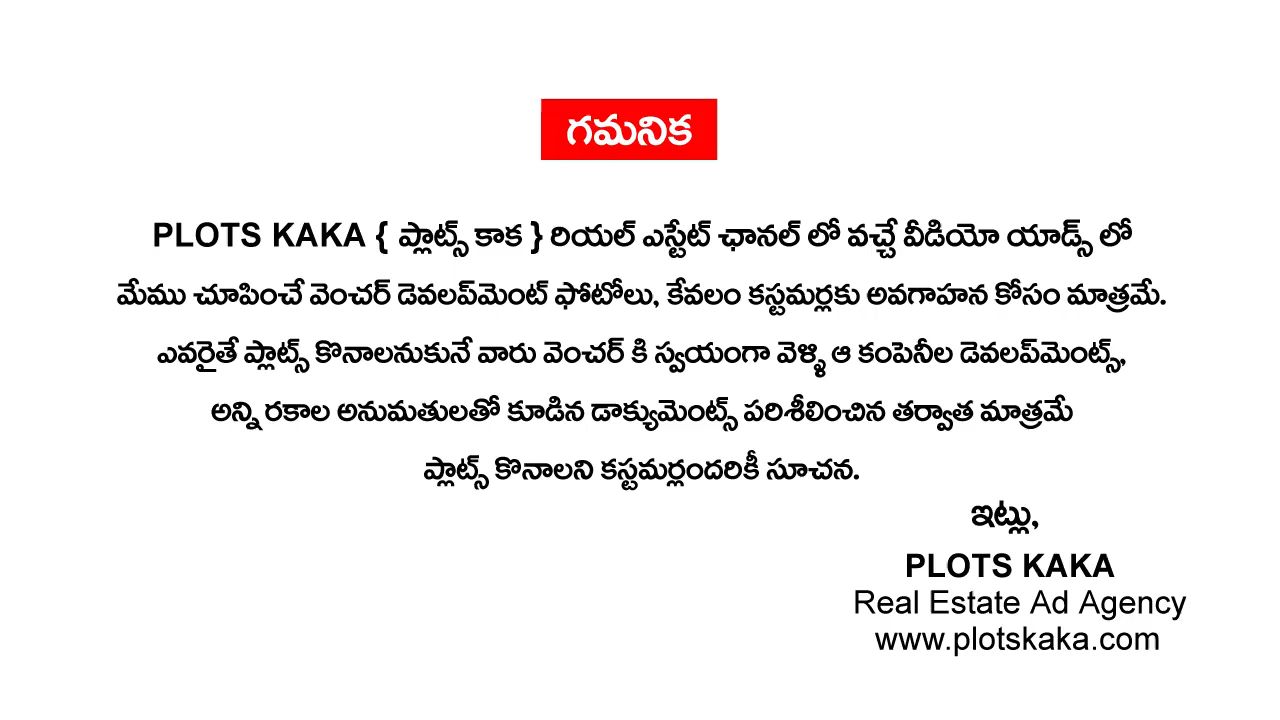 గమనిక
PLOTS KAKA { ప్లాట్స్ కాక } రియల్ ఎస్టేట్ ఛానల్ లో వచ్చే వీడియో యాడ్స్ లో
మేము చూపించే వెంచర్ డెవలప్‌మెంట్ ఫోటోలు, కేవలం కస్టమర్లకు అవగాహన కోసం మాత్రమే.
ఎవరైతే ప్లాట్స్ కొనాలనుకునే వారు వెంచర్ కి స్వయంగా వెళ్ళి ఆ కంపెనీల డెవలప్‌మెంట్స్,
అన్ని రకాల అనుమతులతో కూడిన డాక్యుమెంట్స్ పరిశీలించిన తర్వాత మాత్రమే
ప్లాట్స్ కొనాలని కస్టమర్లందరికీ సూచన.
ఇట్లు,
PLOTS KAKA
Real Estate Ad Agency
www.plotskaka.com